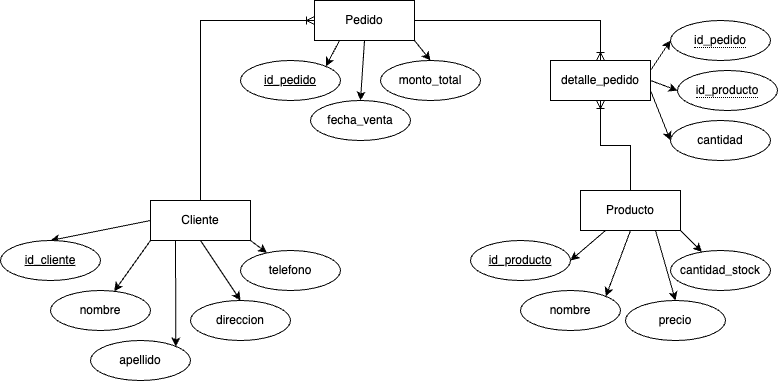 Pedido
id_pedido
id_pedido
monto_total
detalle_pedido
id_producto
fecha_venta
cantidad
Cliente
Producto
id_cliente
telefono
id_producto
cantidad_stock
nombre
direccion
nombre
precio
apellido